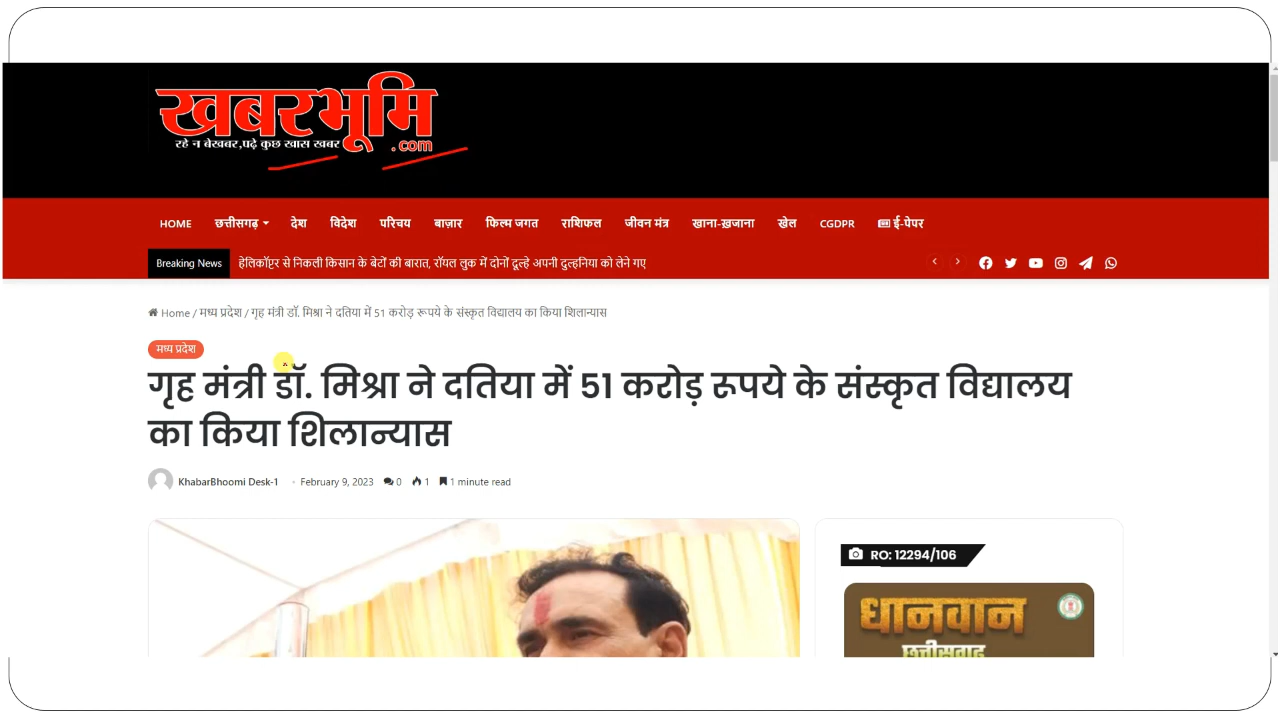 खबरभूमि
रहे न बेखबर,पढ़े कुछ खास खबर
.com
HOME छत्तीसगढ़ देश विदेश परिचय बाज़ार फिल्म जगत राशिफल जीवन मंत्र खाना-ख़जाना खेल CGDPR ई-पेपर
Breaking News हेलिकॉप्टर से निकली किसान के बेटों की बारात, रॉयल लुक में दोनों दूल्हे अपनी दुल्हनिया को लेने गए
Home / मध्य प्रदेश / गृह मंत्री डॉ. मिश्रा ने दतिया में 51 करोड़ रूपये के संस्कृत विद्यालय का किया शिलान्यास
मध्य प्रदेश
गृह मंत्री डॉ. मिश्रा ने दतिया में 51 करोड़ रूपये के संस्कृत विद्यालय
का किया शिलान्यास
KhabarBhoomi Desk-1 · February 9, 2023 0 1 1 minute read
RO: 12294/106
धानवान
छत्तीसगढ़